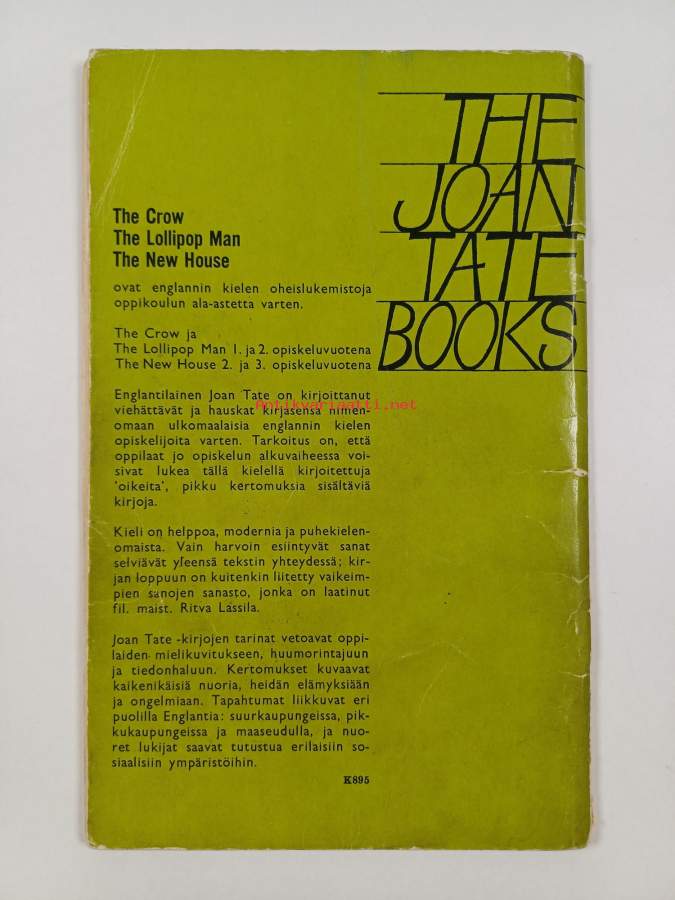 THE
JOAN
TATE
BOOKS
The Crow
The Lollipop Man
The New House
ovat englannin kielen oheislukemistoja
oppikoulun ala-astetta varten.
The Crow ja
The Lollipop Man 1. ja 2. opiskeluvuotena
The New House 2. ja 3. opiskeluvuotena
Englantilainen Joan Tate on kirjoittanut
viehättävät ja hauskat kirjasensa nimen-
omaan ulkomaalaisia englannin kielen
opiskelijoita varten. Tarkoitus on, että
oppilaat jo opiskelun alkuvaiheessa voi-
sivat lukea tällä kielellä kirjoitettuja
'oikeita', pikku kertomuksia sisältäviä
kirjoja.
Kieli on helppoa, modernia ja puhekielen-
omaista. Vain harvoin esiintyvät sanat
selviävät yleensä tekstin yhteydessä; kir-
jan loppuun on kuitenkin liitetty vaikeim-
pien sanojen sanasto, jonka on laatinut
fil. maist. Ritva Lassila.
Joan Tate -kirjojen tarinat vetoavat oppi-
laiden mielikuvitukseen, huumorintajuun
ja tiedonhaluun. Kertomukset kuvaavat
kaikenikäisiä nuoria, heidän elämyksiään
ja ongelmiaan. Tapahtumat liikkuvat eri
puolilla Englantia: suurkaupungeissa, pik-
kukaupungeissa ja maaseudulla, ja nuo-
ret lukijat saavat tutustua erilaisiin so-
siaalisiin ympäristöihin.
K895
Antikvariaatti.net